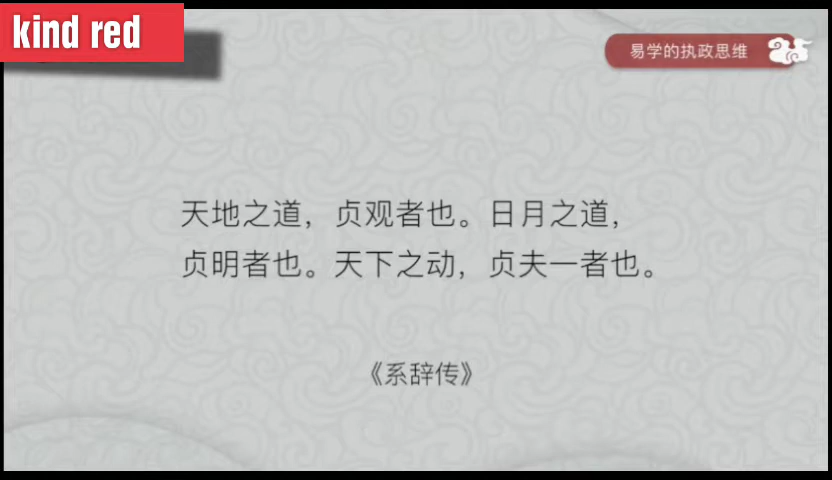 kind red
易学的执政思维
天地之道，贞观者也。日月之道，
贞明者也。天下之动，贞夫一者也。
《系辞传》